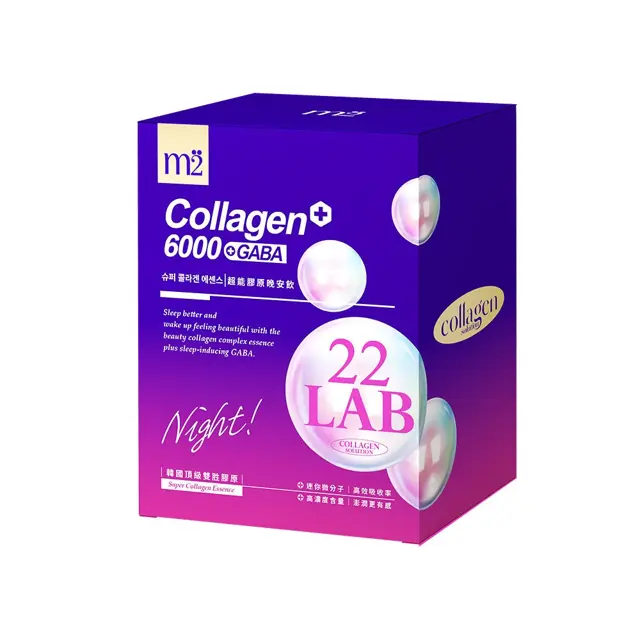 m2
m2
Collagen+
6000 +GABA
슈퍼 콜라겐 에센스|超能膠原晚安飲
Sleep better and
wake up feeling beautiful with the
beauty collagen complex essence
plus sleep-inducing GABA.
22
LAB
COLLAGEN
SOLUTION
Night!
韓國頂級雙胜膠原
Super Collagen Essence
+迷你微分子|高效吸收率
+高濃度含量|澎潤更有感
collagen
solution